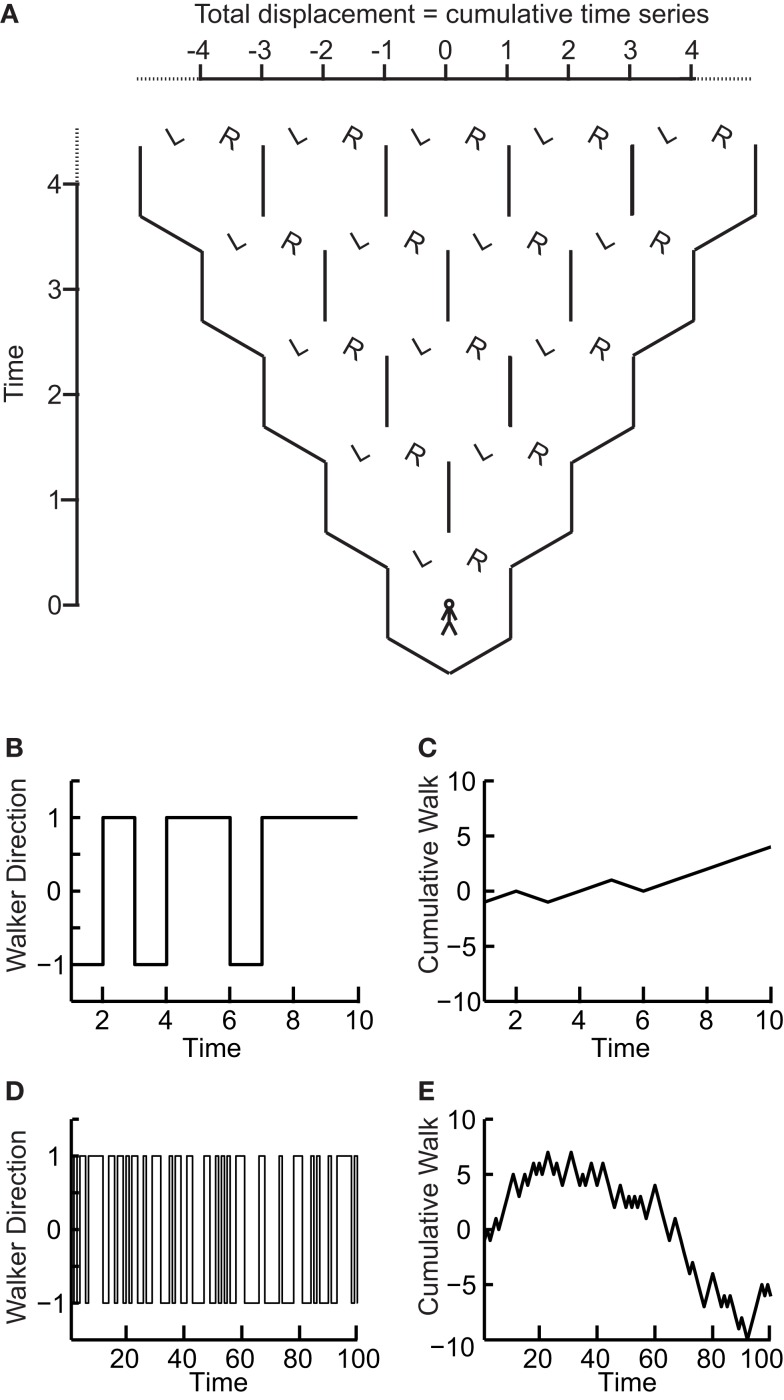 A
Total displacement = cumulative time series
-4 -3 -2 -1 0 1 2 3 4
L R L R L R L R L R
4
L R L R L R L R
3
L R L R L R
Time
2
L R L R
1
L R
0
B
Walker Direction
1
0
−1
2 4 6 8 10
Time
C
Cumulative Walk
10
5
0
−5
−10
2 4 6 8 10
Time
D
Walker Direction
1
0
−1
20 40 60 80 100
Time
E
Cumulative Walk
10
5
0
−5
−10
20 40 60 80 100
Time